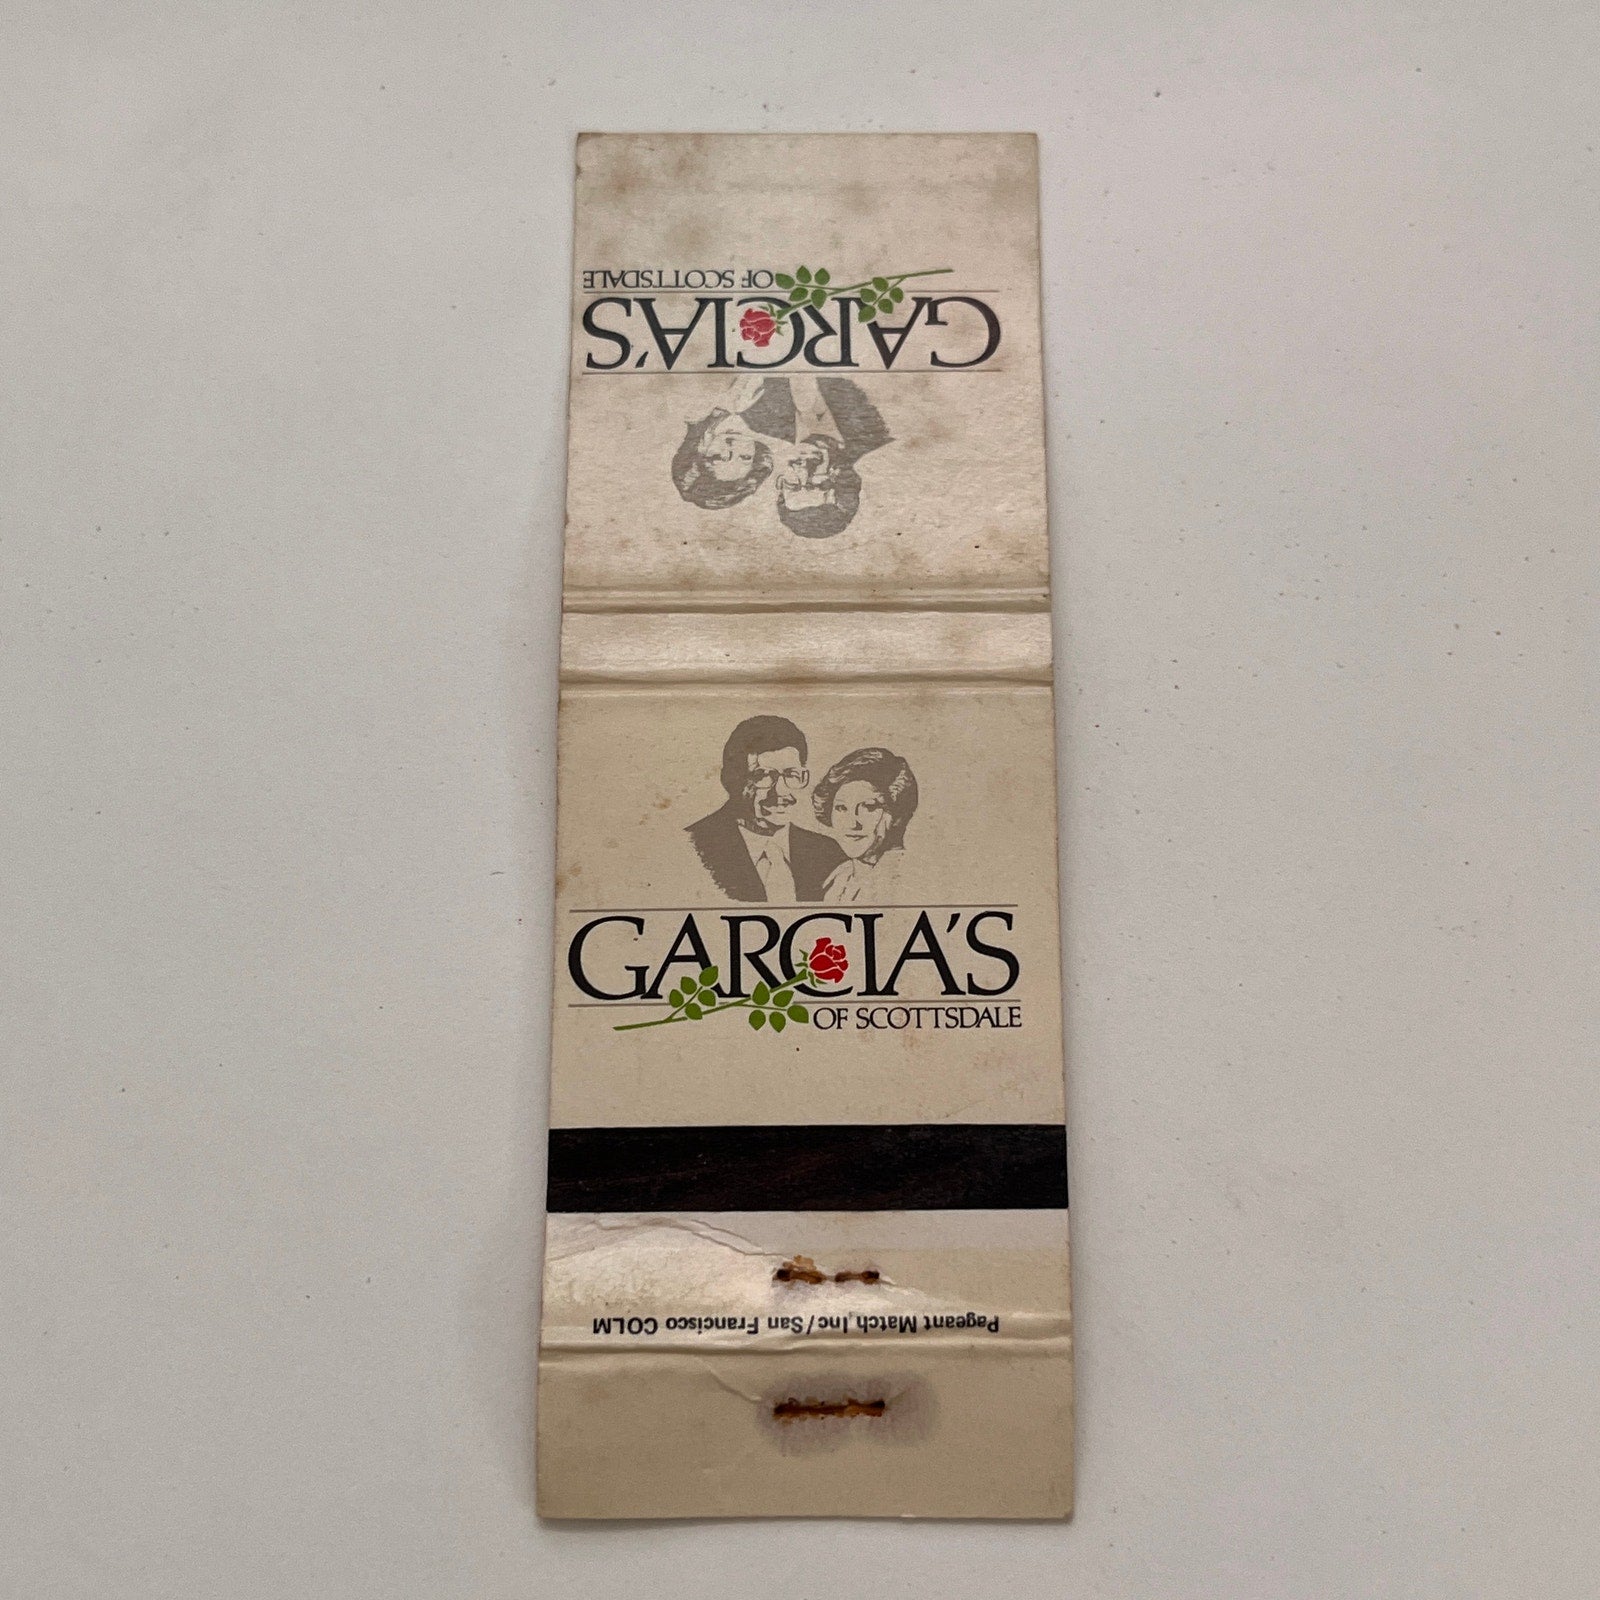 GARCIA'S
OF SCOTTSDALE
GARCIA'S
OF SCOTTSDALE
Pageant Match, Inc/San Francisco COLM